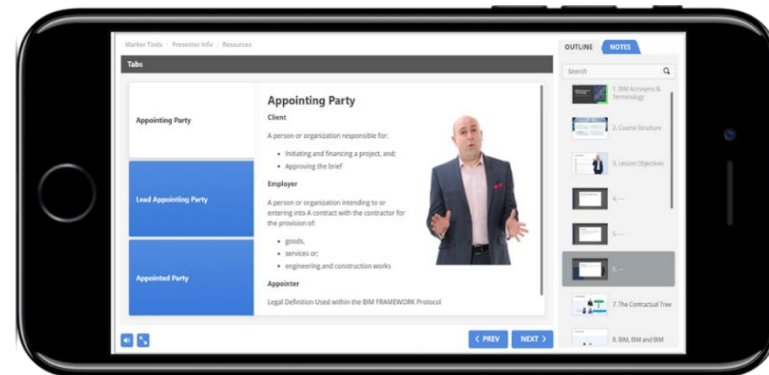 Marker Tools Presenter Info Resources
Tabs
Appointing Party
Lead Appointing Party
Appointed Party
Appointing Party
Client
A person or organization responsible for:
• Initiating and financing a project, and;
• Approving the brief
Employer
A person or organization intending to or
entering into A contract with the contractor for
the provision of:
• goods,
• services or;
• engineering and construction works
Appointer
Legal Definition Used within the BIM FRAMEWORK Protocol
< PREV
NEXT >
OUTLINE NOTES
Search
1. BIM Acronyms &
Terminology
2. Course Structure
3. Lesson Objectives
4. —
5. —
6. —
7. The Contractual Tree
8. BIM, BIM and BIM